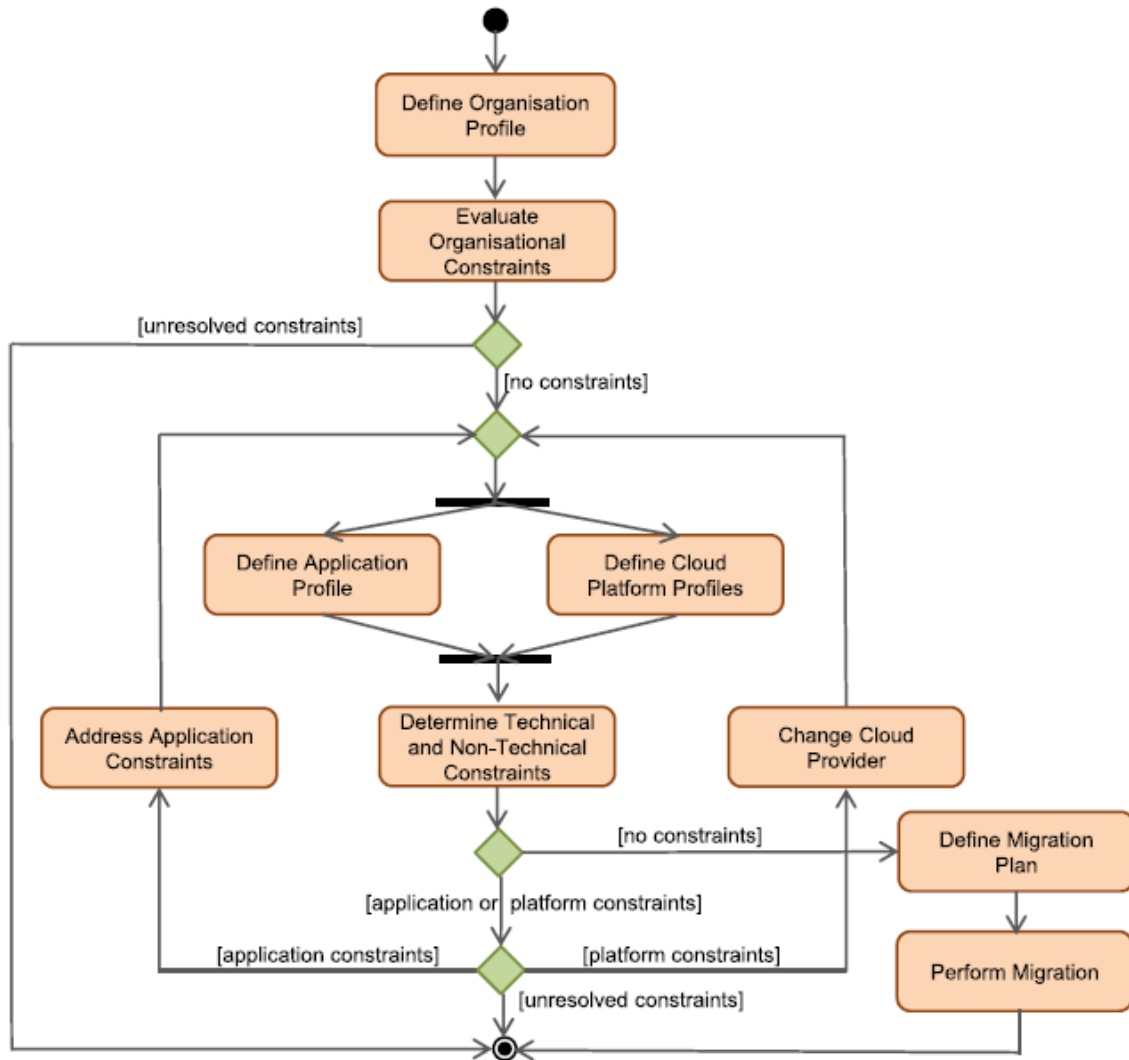 Define Organisation
Profile
Evaluate
Organisational
Constraints
[unresolved constraints]
[no constraints]
Define Application
Profile
Define Cloud
Platform Profiles
Address Application
Constraints
Determine Technical
and Non-Technical
Constraints
Change Cloud
Provider
[no constraints]
Define Migration
Plan
[application or platform constraints]
[application constraints]
[platform constraints]
Perform Migration
[unresolved constraints]